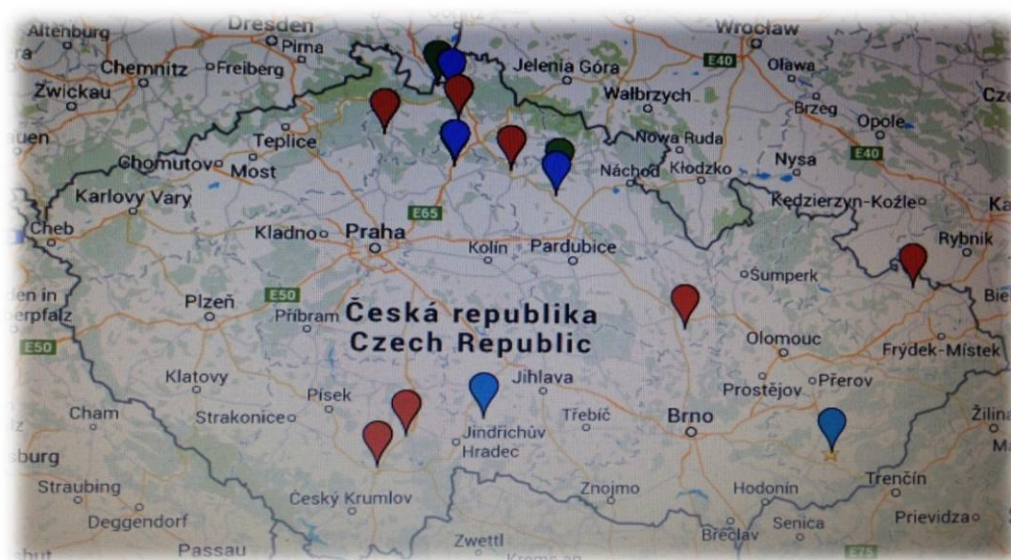 Dresden
Wrocław
Altenburg
Pirna
Chemnitz
Freiberg
Jelenia Góra
E40
Oława
Zwickau
Wałbrzych
Brzeg
Opole
Teplice
Nowa Ruda
E40
Chomutov
Most
Náchod
Kłodzko
Nysa
Karlovy Vary
Kędzierzyn-Koźle
E65
Cheb
Kladno
Praha
Kolín
Pardubice
Rybnik
Šumperk
E50
Plzeň
Příbram
Česká republika
Czech Republic
E50
Olomouc
Frýdek-Místek
Klatovy
Písek
Jihlava
Prostějov
Přerov
Cham
Strakonice
Třebíč
Brno
Jindřichův
Hradec
Straubing
Český Krumlov
Znojmo
Hodonín
Trenčín
Deggendorf
Senica
Prievidza
Břeclav
Passau
Zwettl
E75